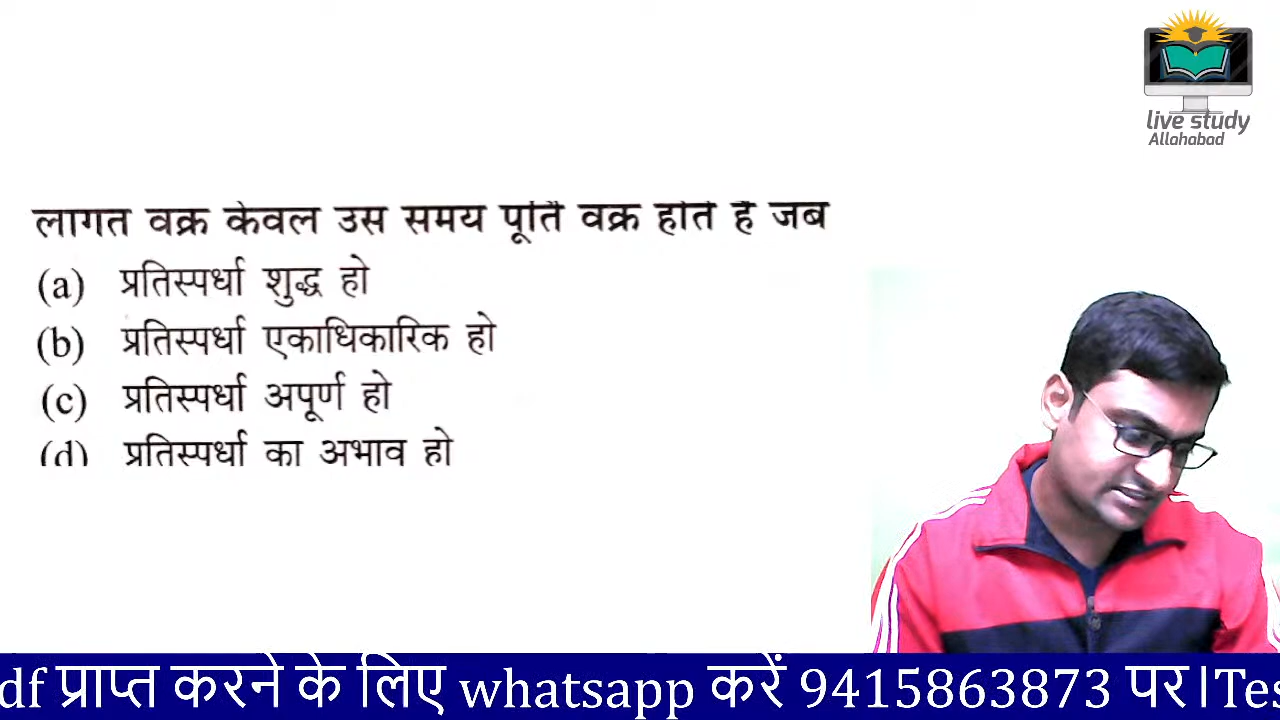 live study
Allahabad
लागत वक्र केवल उस समय पूर्ति वक्र होते हैं जब
(a) प्रतिस्पर्धा शुद्ध हो
(b) प्रतिस्पर्धा एकाधिकारिक हो
(c) प्रतिस्पर्धा अपूर्ण हो
(d) प्रतिस्पर्धा का अभाव हो
df प्राप्त करने के लिए whatsapp करें 9415863873 पर।Tes